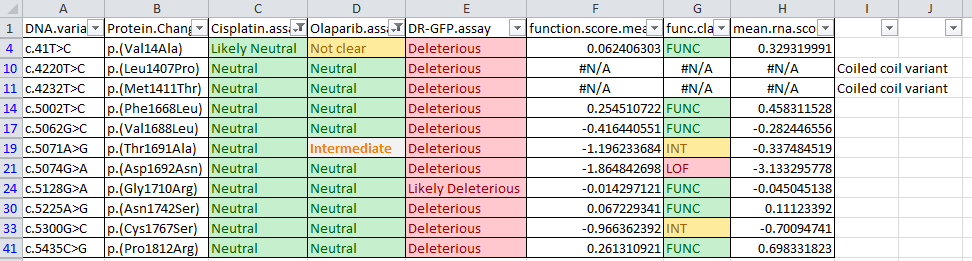 A B C D E F G H I J
1 DNA.varia Protein.Chang Cisplatin.assa Olaparib.assa DR-GFP.assay function.score.mea func.cla mean.rna.sco
4 c.41T>C p.(Val14Ala) Likely Neutral Not clear Deleterious 0.062406303 FUNC 0.329319991
10 c.4220T>C p.(Leu1407Pro) Neutral Neutral Deleterious #N/A #N/A #N/A Coiled coil variant
11 c.4232T>C p.(Met1411Thr) Neutral Neutral Deleterious #N/A #N/A #N/A Coiled coil variant
14 c.5002T>C p.(Phe1668Leu) Neutral Neutral Deleterious 0.254510722 FUNC 0.458311528
17 c.5062G>C p.(Val1688Leu) Neutral Neutral Deleterious -0.416440551 FUNC -0.282446556
19 c.5071A>G p.(Thr1691Ala) Neutral Intermediate Deleterious -1.196233684 INT -0.337484519
21 c.5074G>A p.(Asp1692Asn) Neutral Neutral Deleterious -1.864842698 LOF -3.133295778
24 c.5128G>A p.(Gly1710Arg) Neutral Neutral Likely Deleterious -0.014297121 FUNC -0.045045138
30 c.5225A>G p.(Asn1742Ser) Neutral Neutral Deleterious 0.067229341 FUNC 0.11123392
33 c.5300G>C p.(Cys1767Ser) Neutral Neutral Deleterious -0.966362392 INT -0.70094741
41 c.5435C>G p.(Pro1812Arg) Neutral Neutral Deleterious 0.261310921 FUNC 0.698331823